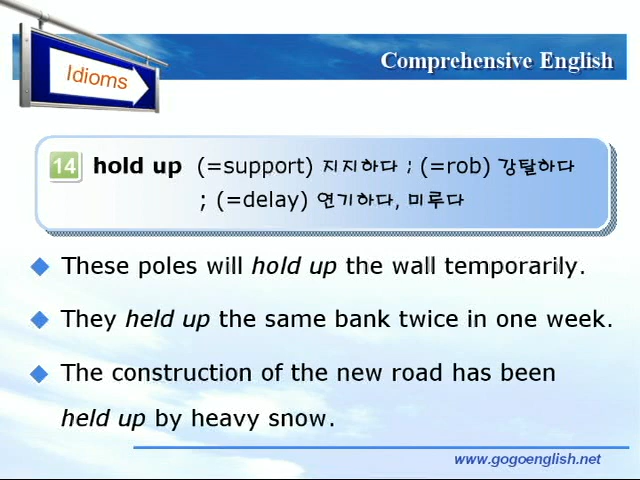 Idioms
Comprehensive English
14 hold up (=support) 지지하다 ; (=rob) 강탈하다
; (=delay) 연기하다, 미루다
These poles will hold up the wall temporarily.
They held up the same bank twice in one week.
The construction of the new road has been
held up by heavy snow.
www.gogoenglish.net